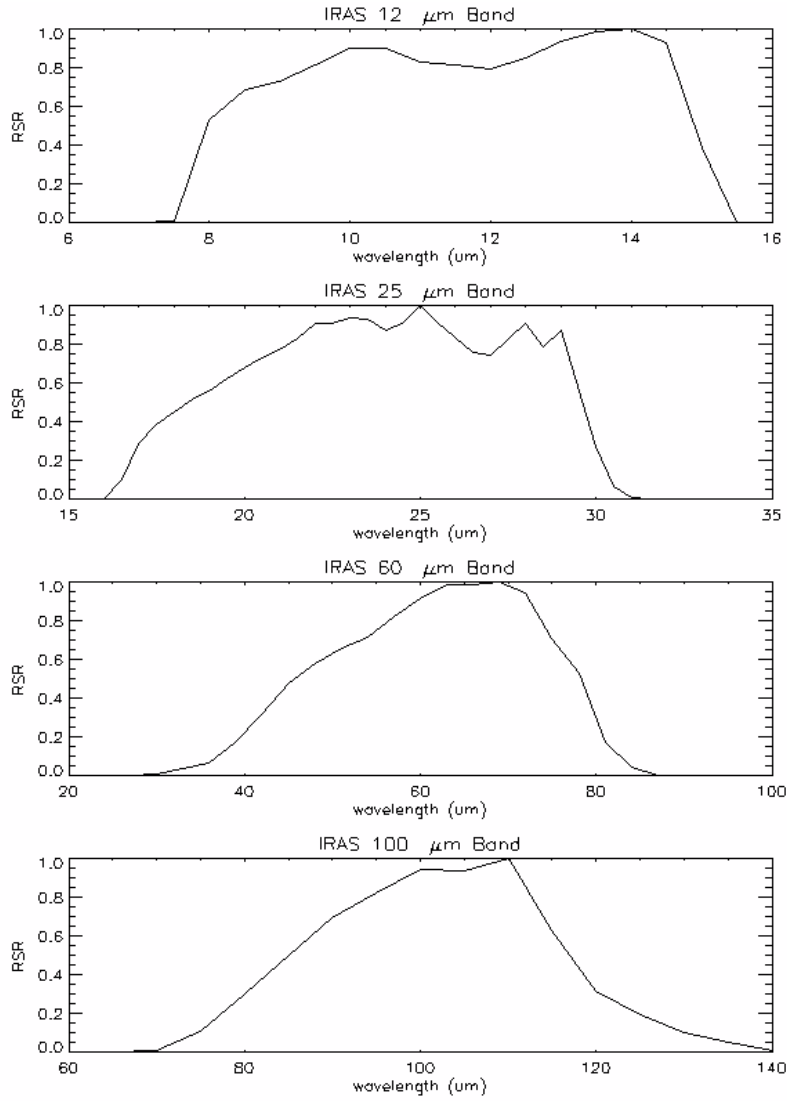 IRAS 12 μm Band
RSR
1.0
0.8
0.6
0.4
0.2
0.0
6 8 10 12 14 16
wavelength (um)
IRAS 25 μm Band
RSR
1.0
0.8
0.6
0.4
0.2
0.0
15 20 25 30 35
wavelength (um)
IRAS 60 μm Band
RSR
1.0
0.8
0.6
0.4
0.2
0.0
20 40 60 80 100
wavelength (um)
IRAS 100 μm Band
RSR
1.0
0.8
0.6
0.4
0.2
0.0
60 80 100 120 140
wavelength (um)